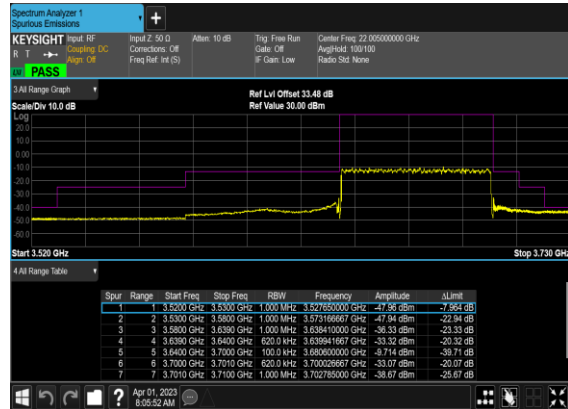 Spectrum Analyzer 1
Spurious Emissions
+
KEYSIGHT Input: RF Input Z: 50 Ω Atten: 10 dB Trig: Free Run Center Freq: 22.005000000 GHz
R T Coupling: DC Corrections: Off Gate: Off Avg|Hold: 100/100
Align: Off Freq Ref: Int (S) IF Gain: Low Radio Std: None
PASS
3 All Range Graph Ref Lvl Offset 33.48 dB
Scale/Div 10.0 dB Ref Value 30.00 dBm
Log
20.0
10.0
0.00
-10.0
-20.0
-30.0
-40.0
-50.0
-60.0
Start 3.520 GHz Stop 3.730 GHz
4 All Range Table
Spur Range Start Freq Stop Freq RBW Frequency Amplitude ΔLimit
1 1 3.5200 GHz 3.5300 GHz 1.000 MHz 3.527650000 GHz -47.96 dB -7.964 dB
2 2 3.5300 GHz 3.5800 GHz 1.000 MHz 3.573166667 GHz -47.94 dB -22.94 dB
3 3 3.5800 GHz 3.6390 GHz 1.000 MHz 3.638410000 GHz -36.33 dB -23.33 dB
4 4 3.6390 GHz 3.6400 GHz 620.0 kHz 3.639941667 GHz -33.32 dB -20.32 dB
5 5 3.6400 GHz 3.7000 GHz 100.0 kHz 3.680600000 GHz -9.714 dB -39.71 dB
6 6 3.7000 GHz 3.7010 GHz 620.0 kHz 3.700026667 GHz -33.07 dB -20.07 dB
7 7 3.7010 GHz 3.7100 GHz 1.000 MHz 3.702785000 GHz -38.67 dB -25.67 dB
? Apr 01, 2023
8:05:52 AM